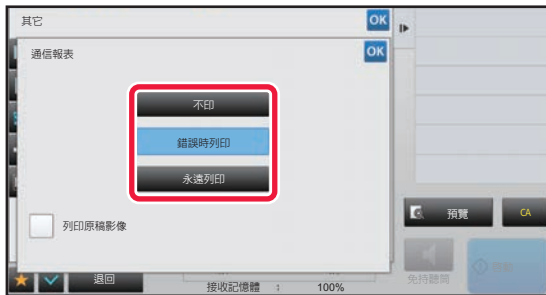 其它
OK
通信報表
OK
不印
錯誤時列印
永遠列印
列印原稿影像
預覽
CA
退回
接收記憶體 : 100%
免持聽筒
啟動